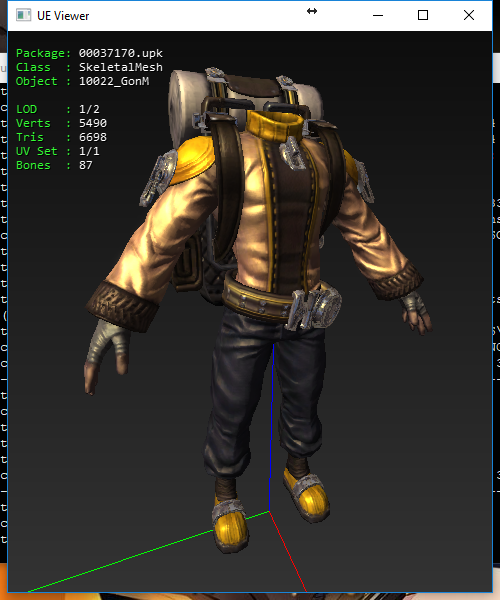 UE Viewer
Package: 00037170.upk
Class  : SkeletalMesh
Object : 10022_GonM
LOD    : 1/2
Verts  : 5490
Tris   : 6698
UV Set : 1/1
Bones  : 87